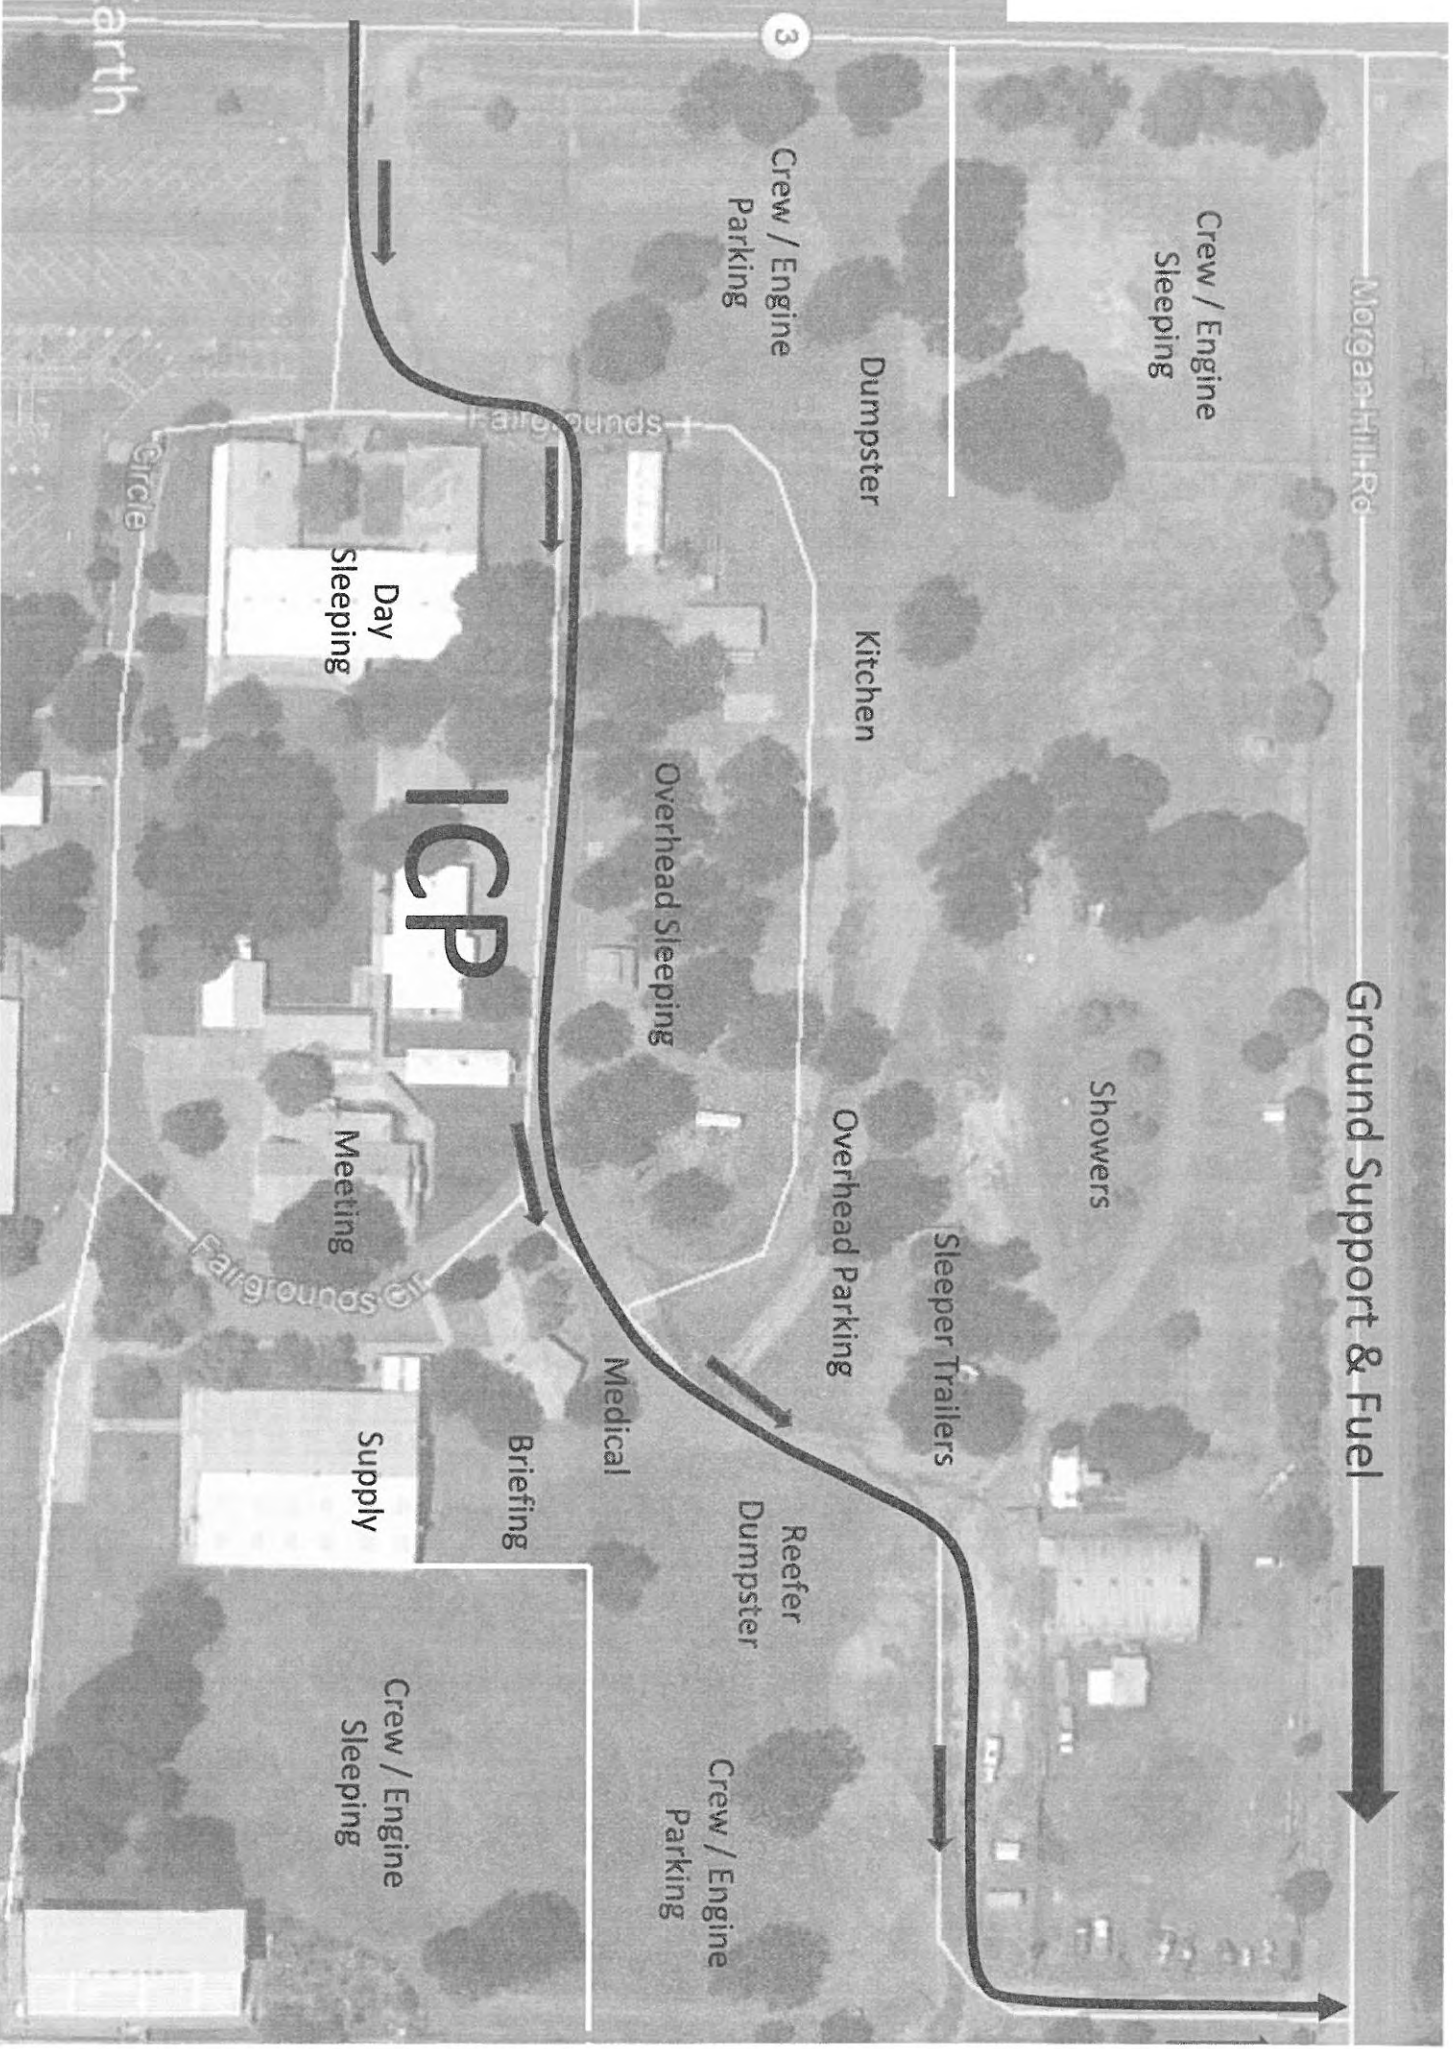 Morgan Hill Rd
Ground Support & Fuel
Crew / Engine
Sleeping
Showers
Sleeper Trailers
Dumpster
Kitchen
Overhead Parking
3
Crew / Engine
Parking
Reefer
Dumpster
Crew / Engine
Parking
Overhead Sleeping
Fairgrounds
Medical
Briefing
ICP
Day
Sleeping
Meeting
Fairgrounds Cir
Supply
Crew / Engine
Sleeping
Circle
arth